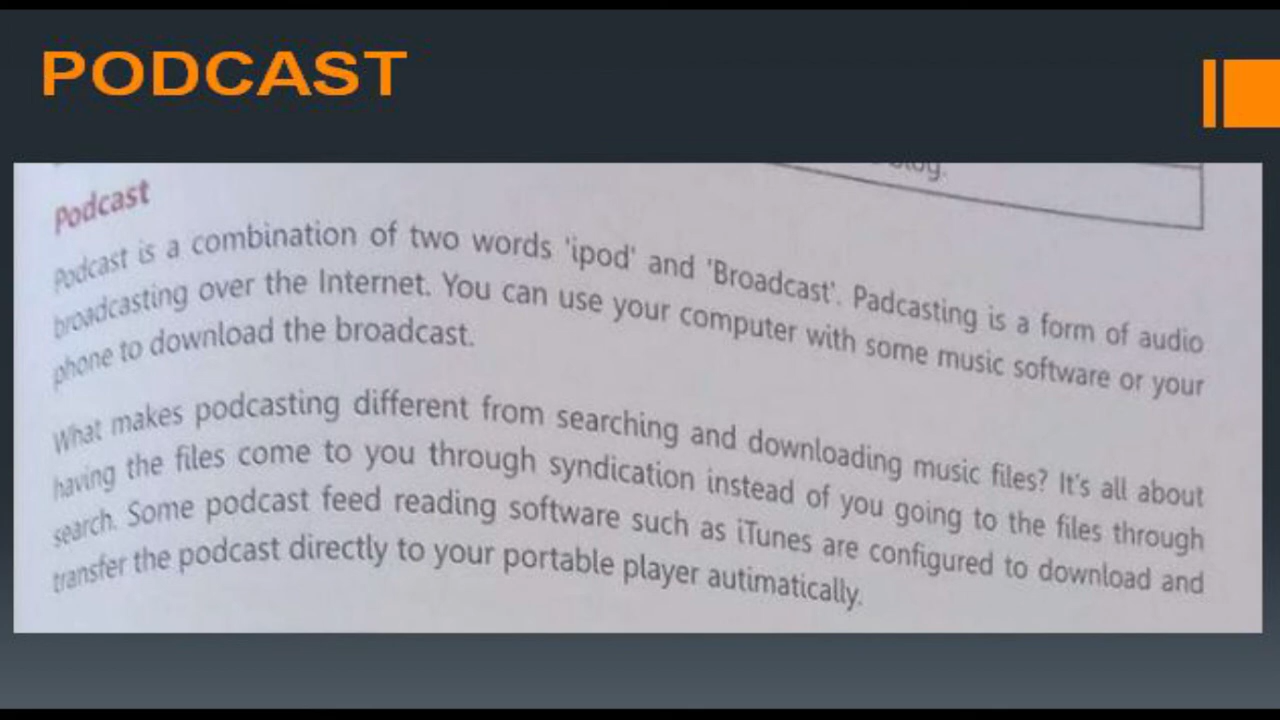 PODCAST
blog.
Podcast
Podcast is a combination of two words 'ipod' and 'Broadcast'. Padcasting is a form of audio
broadcasting over the Internet. You can use your computer with some music software or your
phone to download the broadcast.
What makes podcasting different from searching and downloading music files? It's all about
having the files come to you through syndication instead of you going to the files through
search. Some podcast feed reading software such as iTunes are configured to download and
transfer the podcast directly to your portable player autimatically.